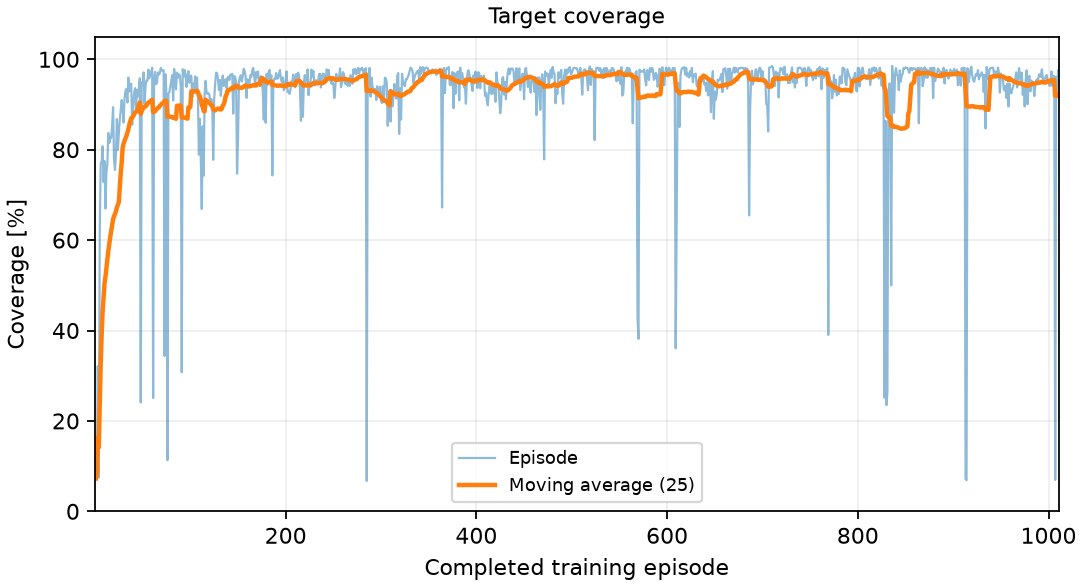 Target coverage
Coverage [%]
100
80
60
40
20
0
200
400
600
800
1000
Episode
Moving average (25)
Completed training episode